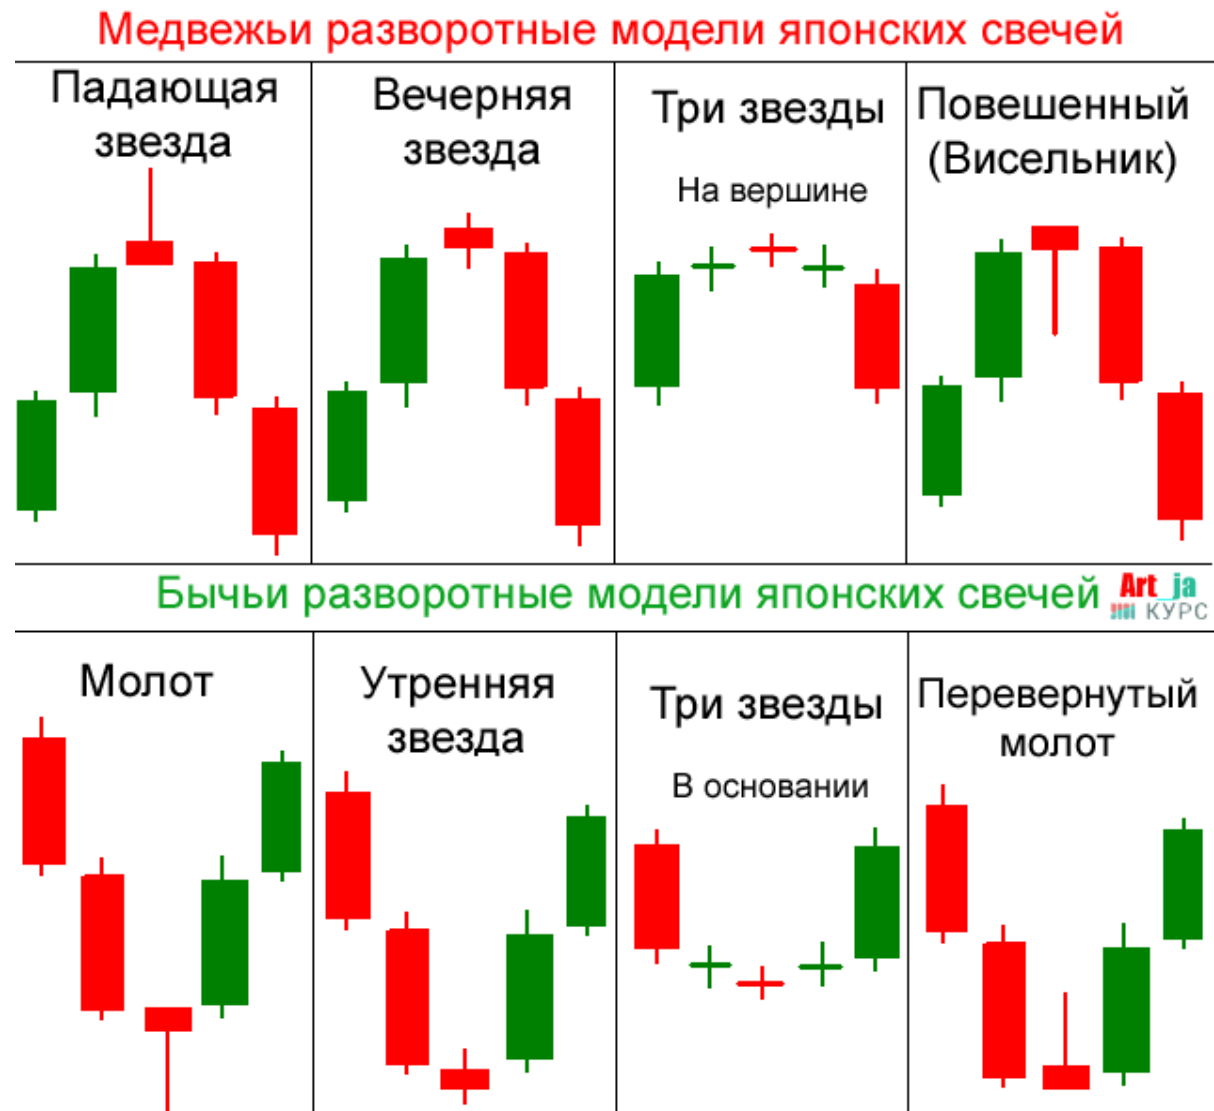 Медвежьи разворотные модели японских свечей
Падающая
звезда
Вечерняя
звезда
Три звезды
На вершине
Повешенный
(Висельник)
Бычьи разворотные модели японских свечей
Art_ja
КУРС
Молот
Утренняя
звезда
Три звезды
В основании
Перевернутый
молот